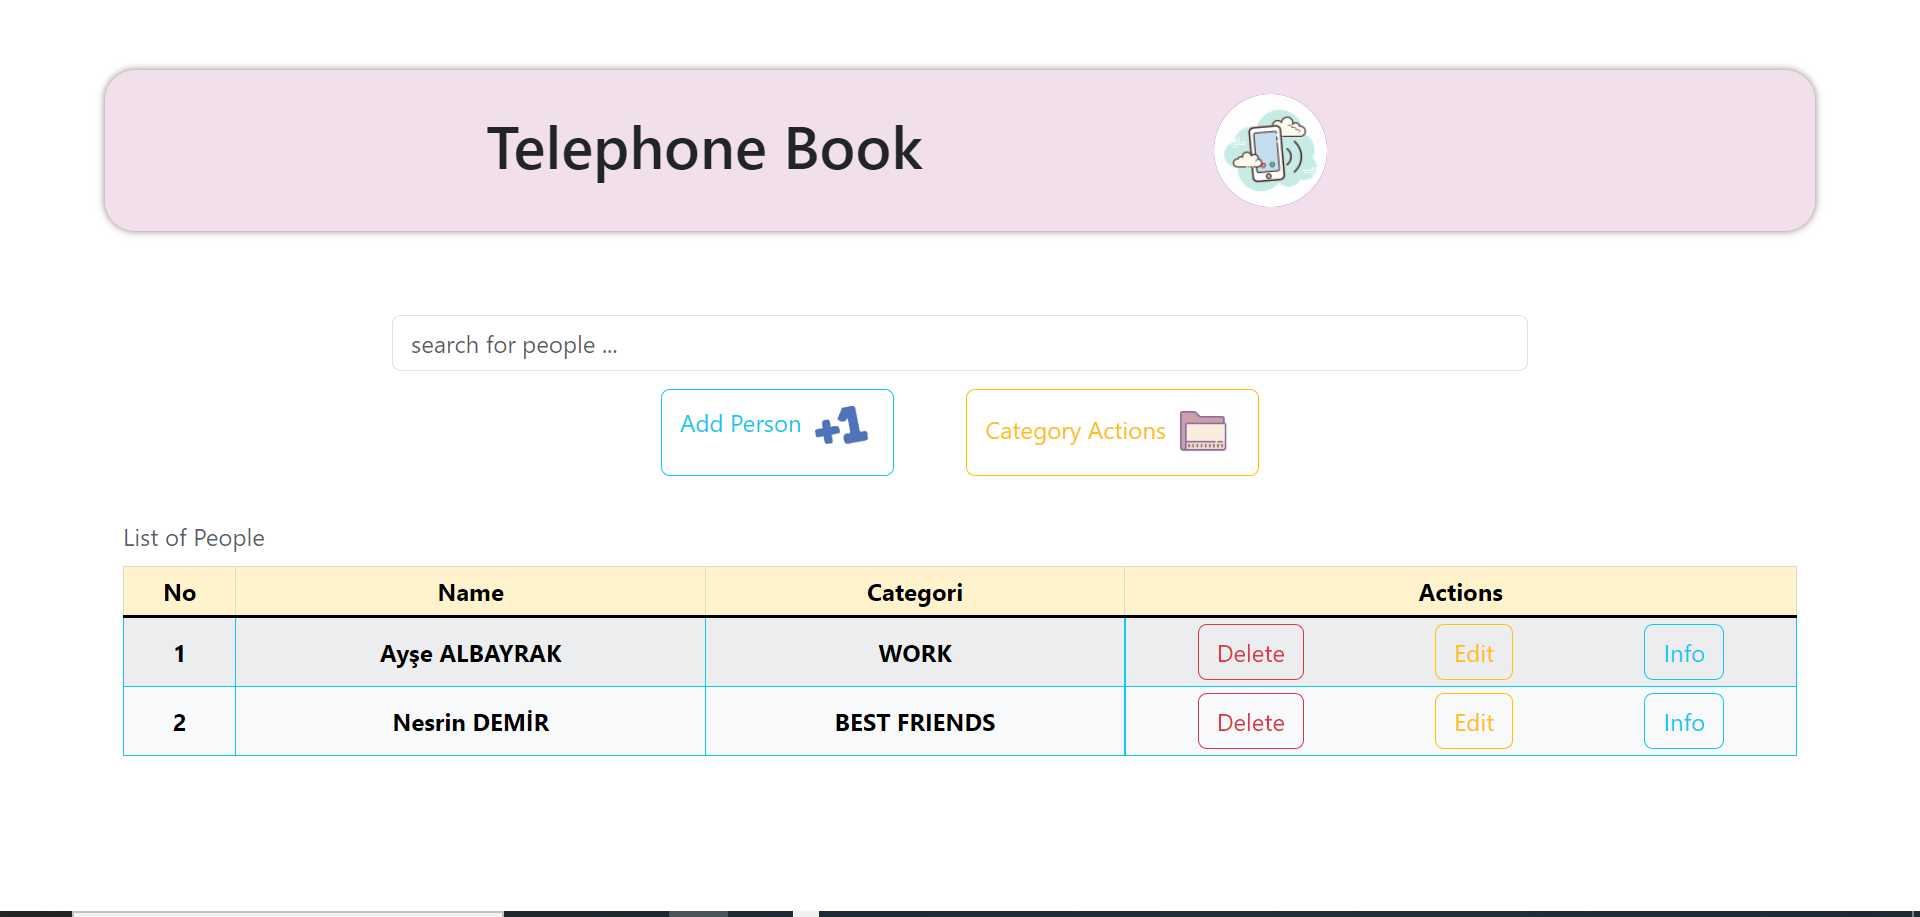 Telephone Book
search for people ...
Add Person +1
Category Actions
List of People
No Name Categori Actions
1 Ayşe ALBAYRAK WORK Delete Edit Info
2 Nesrin DEMİR BEST FRIENDS Delete Edit Info